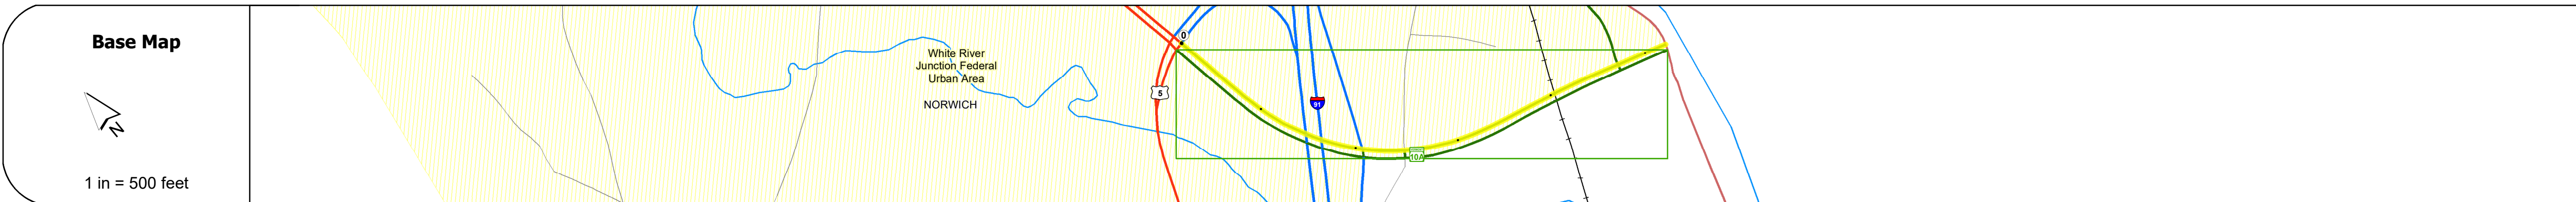 Base Map
N
1 in = 500 feet
White River
Junction Federal
Urban Area
NORWICH
0
5
91
10A